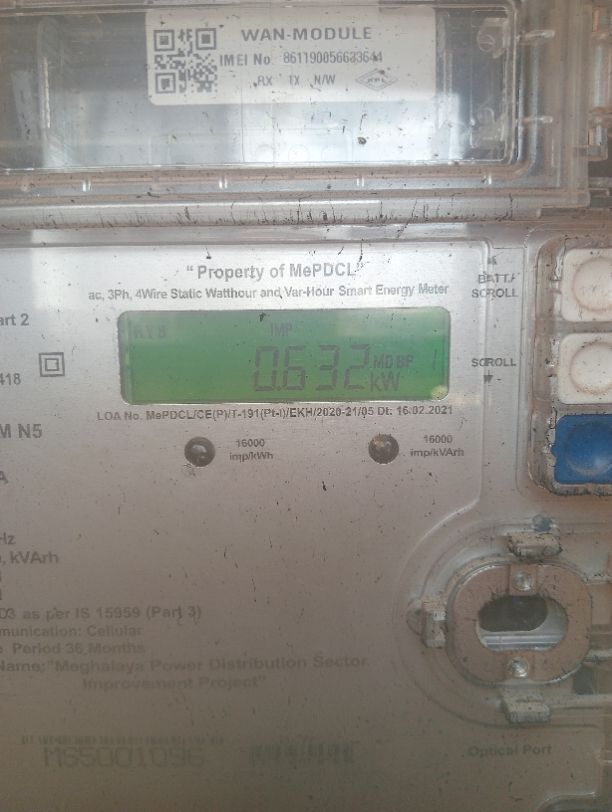 WAN-MODULE
IMEI No 861190056633644
RX TX N/W
"Property of MePDCL"
ac, 3Ph, 4Wire Static Watthour and Var-Hour Smart Energy Meter
BATT/
SCROLL
art 2
RYB IMP
0.632 MD BP
kW
SCROLL
418
LOA No. MePDCL/CE(P)/T-191(Pt-I)/EKH/2020-21/05 Dt: 16.02.2021
M N5
16000
imp/kWh
16000
imp/kVArh
A
Hz
, kVArh
03 as per IS 15959 (Part 3)
munication: Cellular
Period 36 Months
Name: "Meghalaya Power Distribution Sector
Improvement Project"
MSS001096
Optical Port